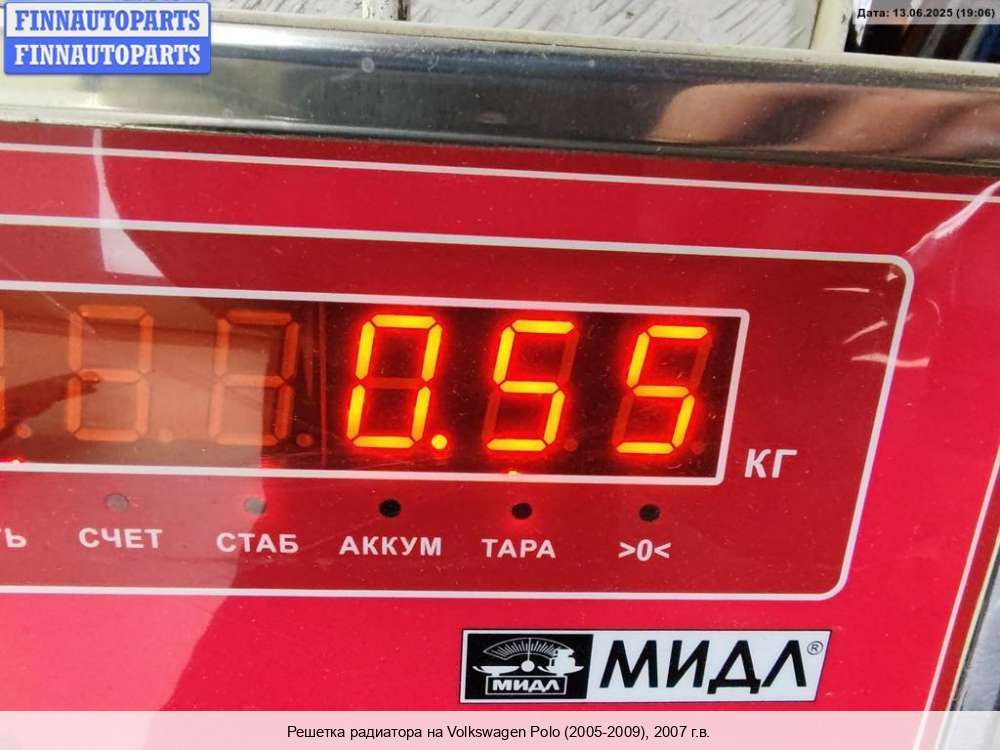 FINNAUTOPARTS
FINNAUTOPARTS
Дата: 13.06.2025 (19:06)
0.55
КГ
СЧЕТ СТАБ АККУМ ТАРА >0<
МИДЛ
МИДЛ®
Решетка радиатора на Volkswagen Polo (2005-2009), 2007 г.в.